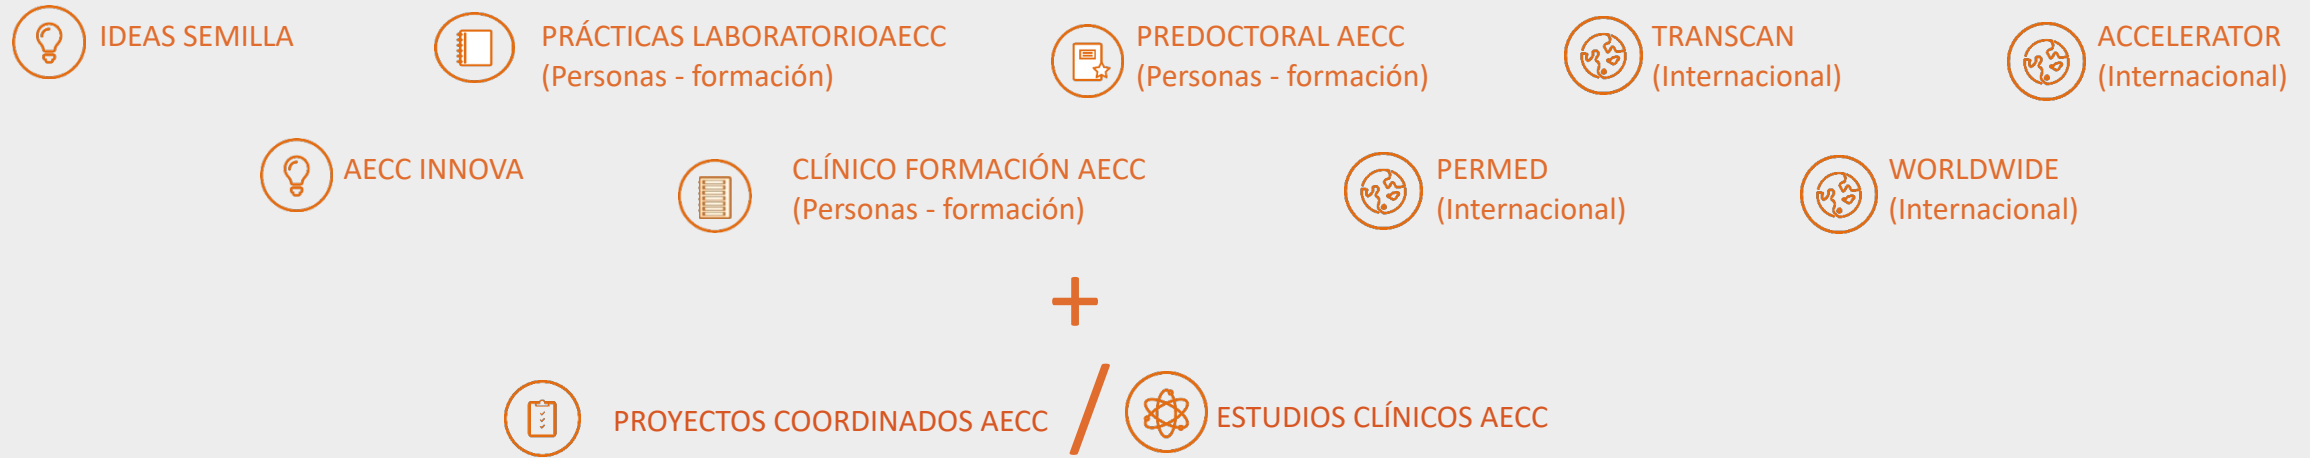 IDEAS SEMILLA
PRÁCTICAS LABORATORIOAECC
(Personas - formación)
PREDOCTORAL AECC
(Personas - formación)
TRANSCAN
(Internacional)
ACCELERATOR
(Internacional)
AECC INNOVA
CLÍNICO FORMACIÓN AECC
(Personas - formación)
PERMED
(Internacional)
WORLDWIDE
(Internacional)
+
PROYECTOS COORDINADOS AECC
/
ESTUDIOS CLÍNICOS AECC